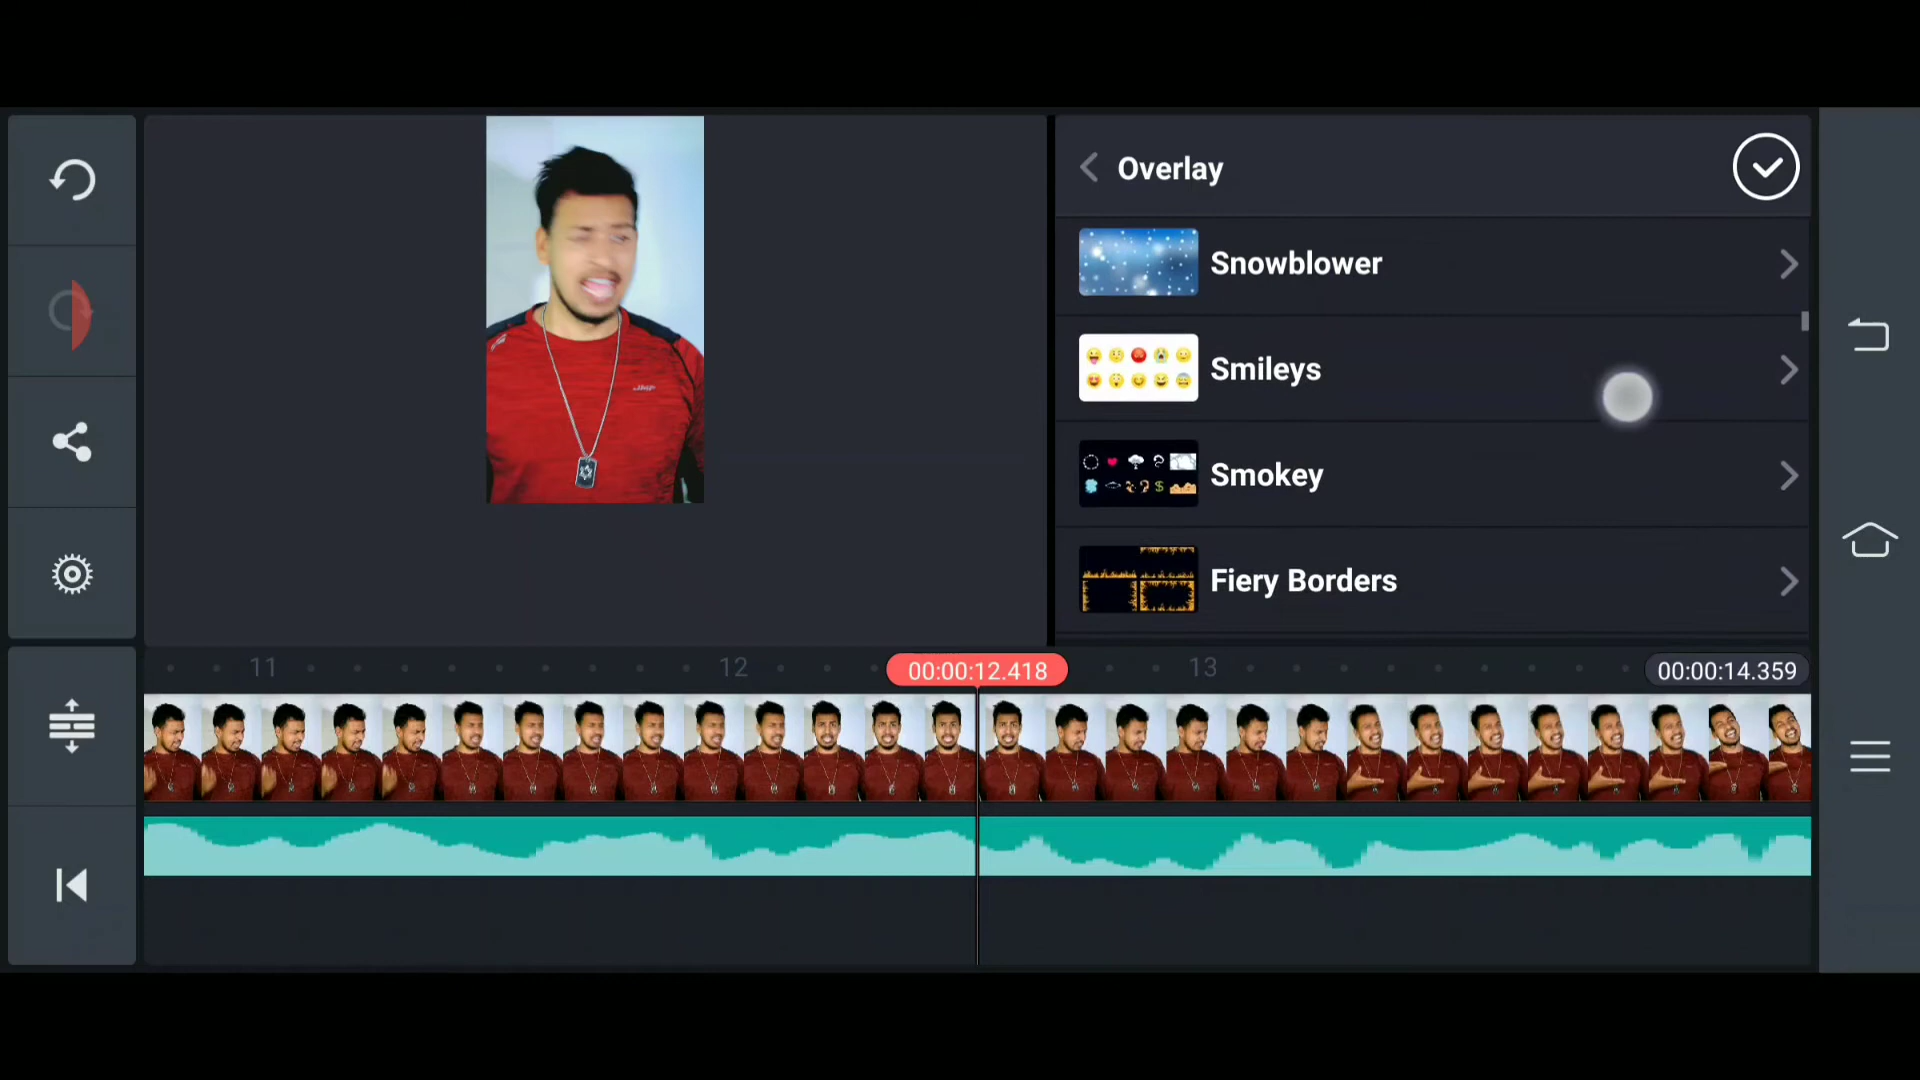 Overlay
Snowblower
Smileys
Smokey
Fiery Borders
11
12
00:00:12.418
13
00:00:14.359